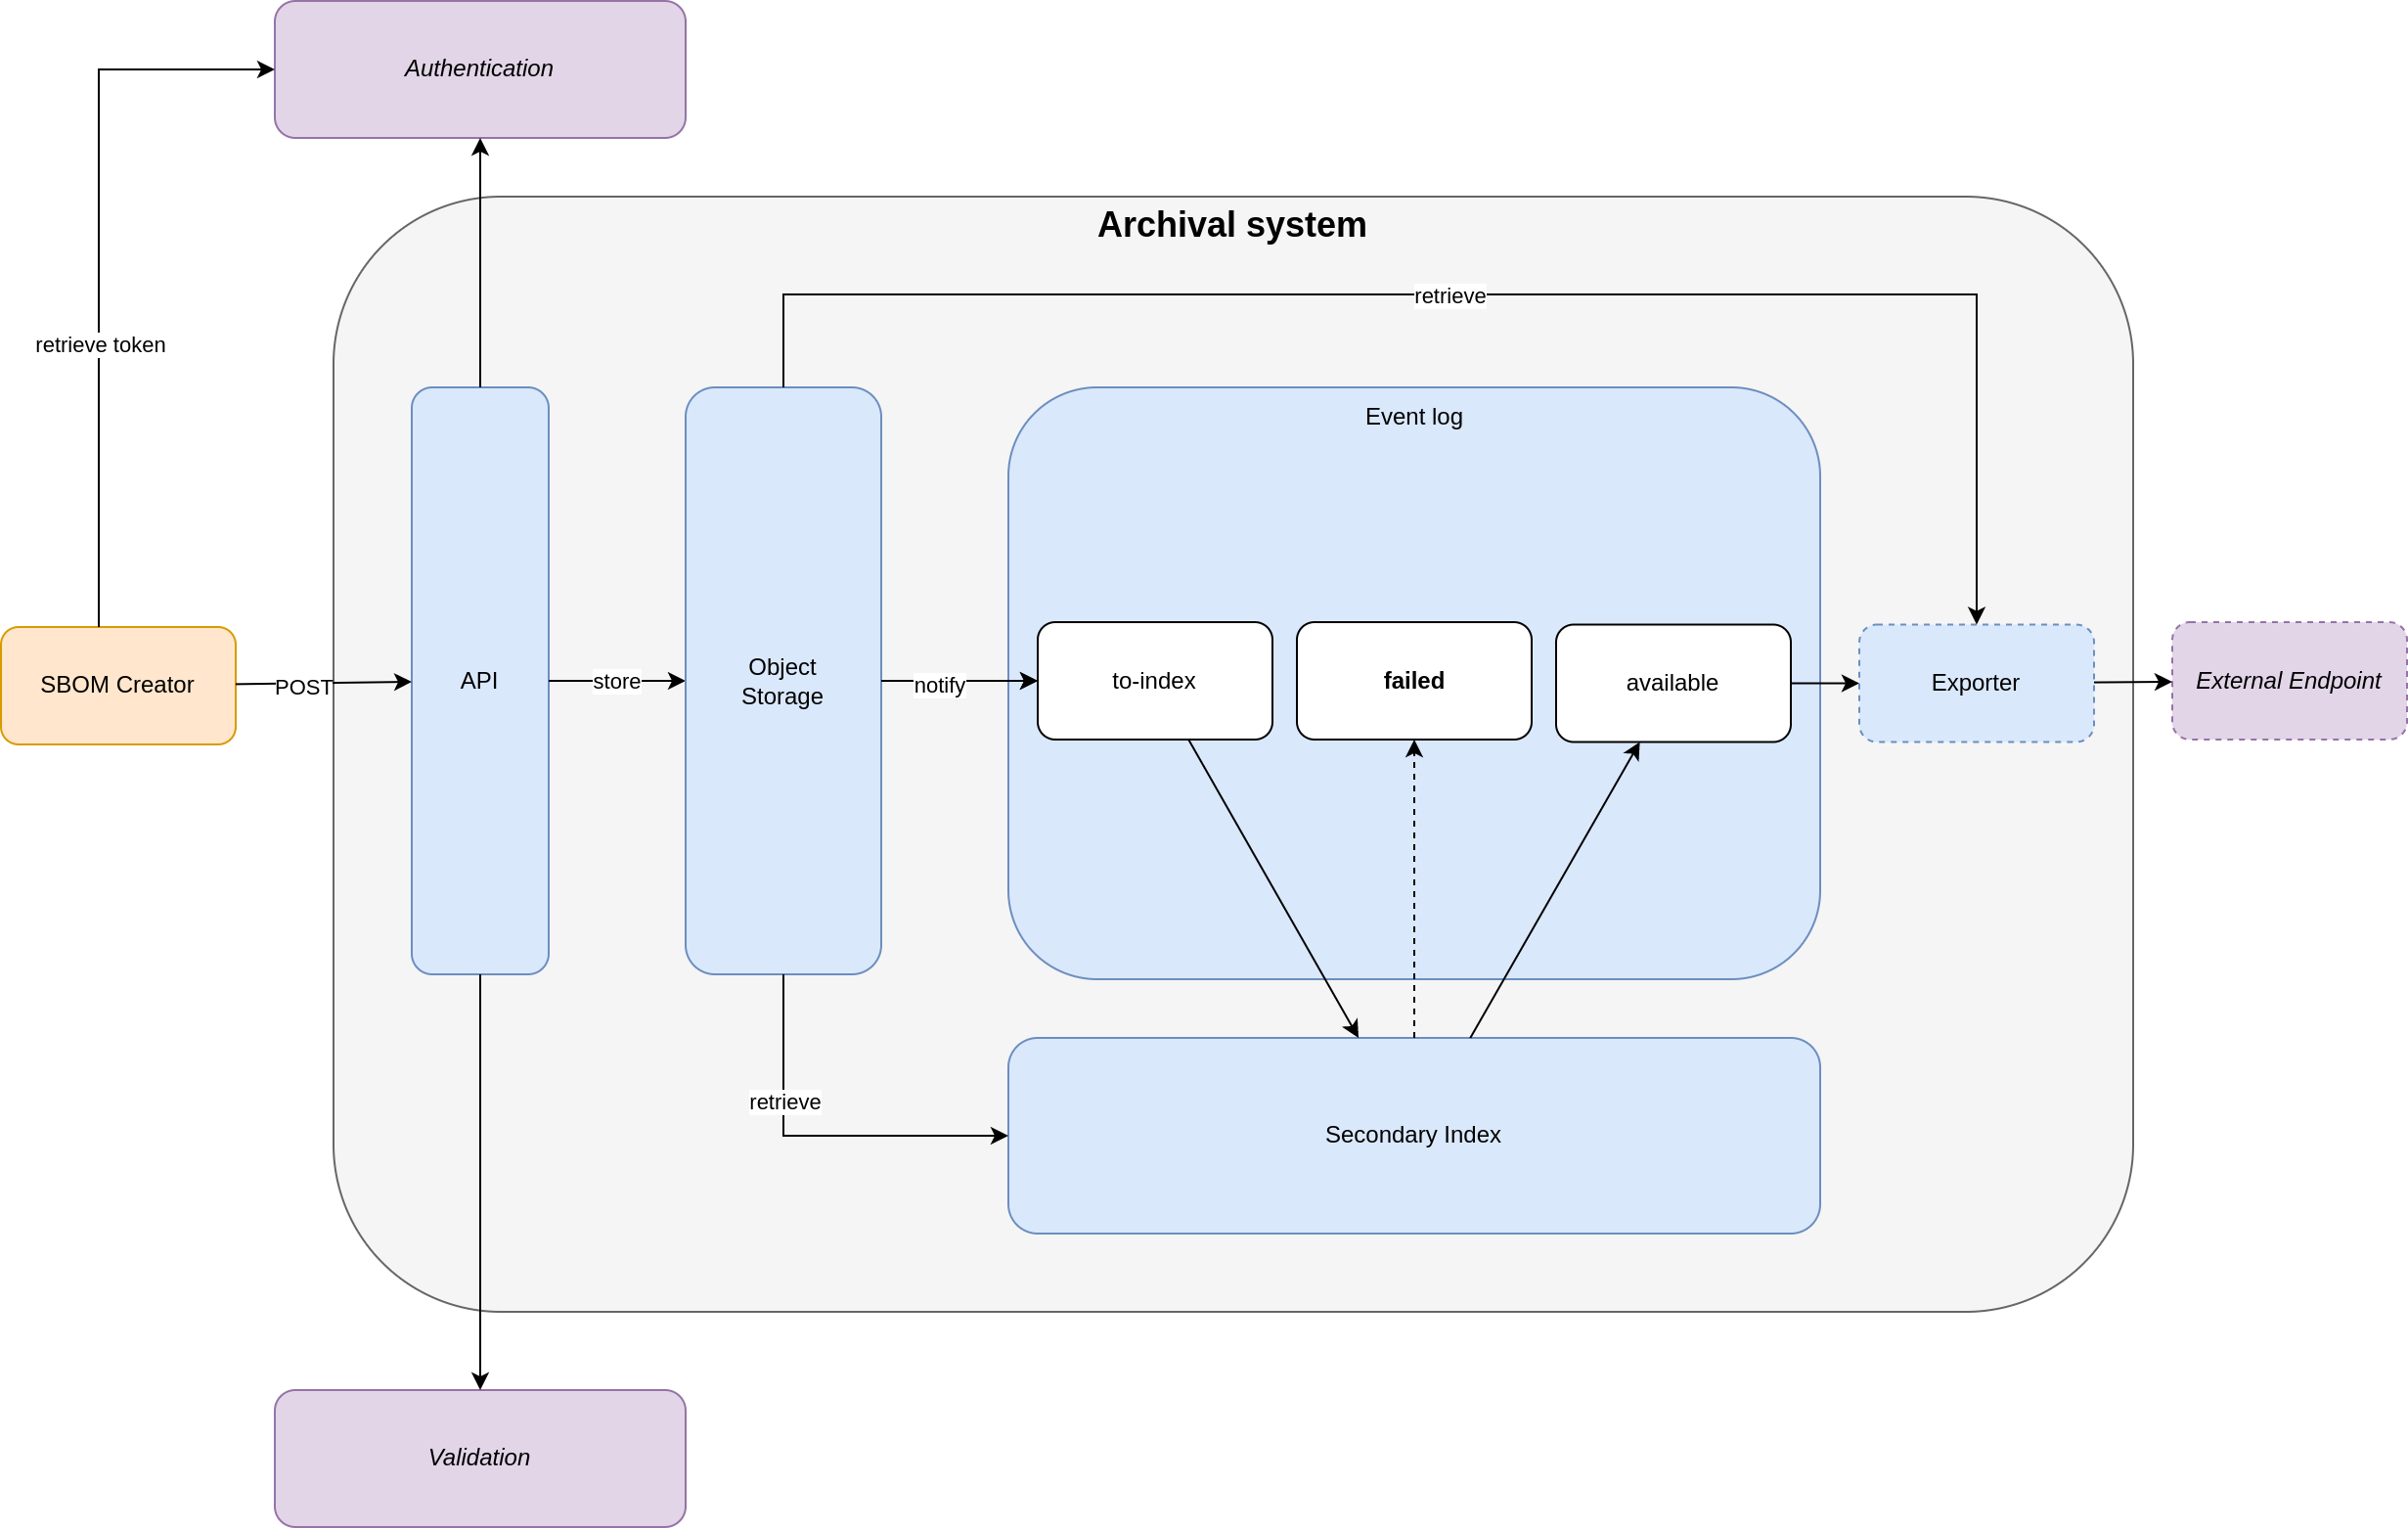 Authentication
Archival system
retrieve
retrieve token
Event log
SBOM Creator
POST
API
store
Object
Storage
notify
to-index
failed
available
Exporter
External Endpoint
retrieve
Secondary Index
Validation